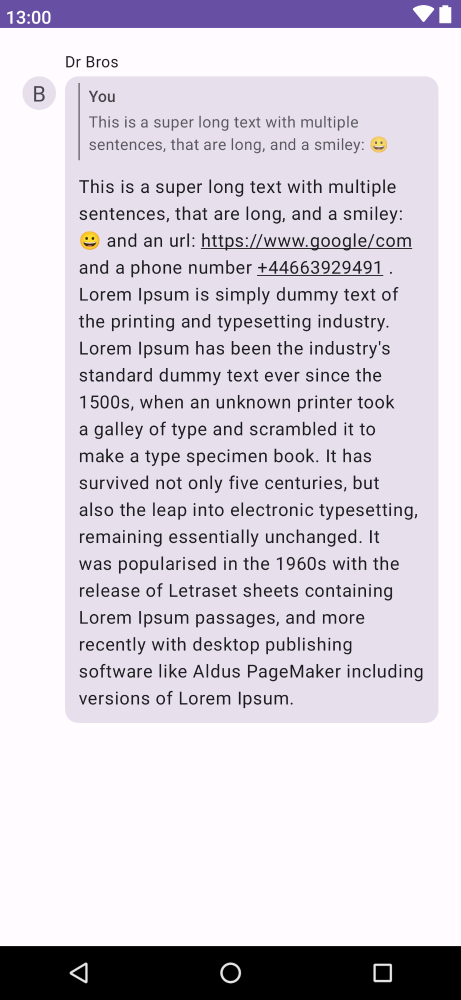 13:00
Dr Bros
B
You
This is a super long text with multiple
sentences, that are long, and a smiley: 😀
This is a super long text with multiple
sentences, that are long, and a smiley:
😀 and an url: https://www.google/com
and a phone number +44663929491 .
Lorem Ipsum is simply dummy text of
the printing and typesetting industry.
Lorem Ipsum has been the industry's
standard dummy text ever since the
1500s, when an unknown printer took
a galley of type and scrambled it to
make a type specimen book. It has
survived not only five centuries, but
also the leap into electronic typesetting,
remaining essentially unchanged. It
was popularised in the 1960s with the
release of Letraset sheets containing
Lorem Ipsum passages, and more
recently with desktop publishing
software like Aldus PageMaker including
versions of Lorem Ipsum.